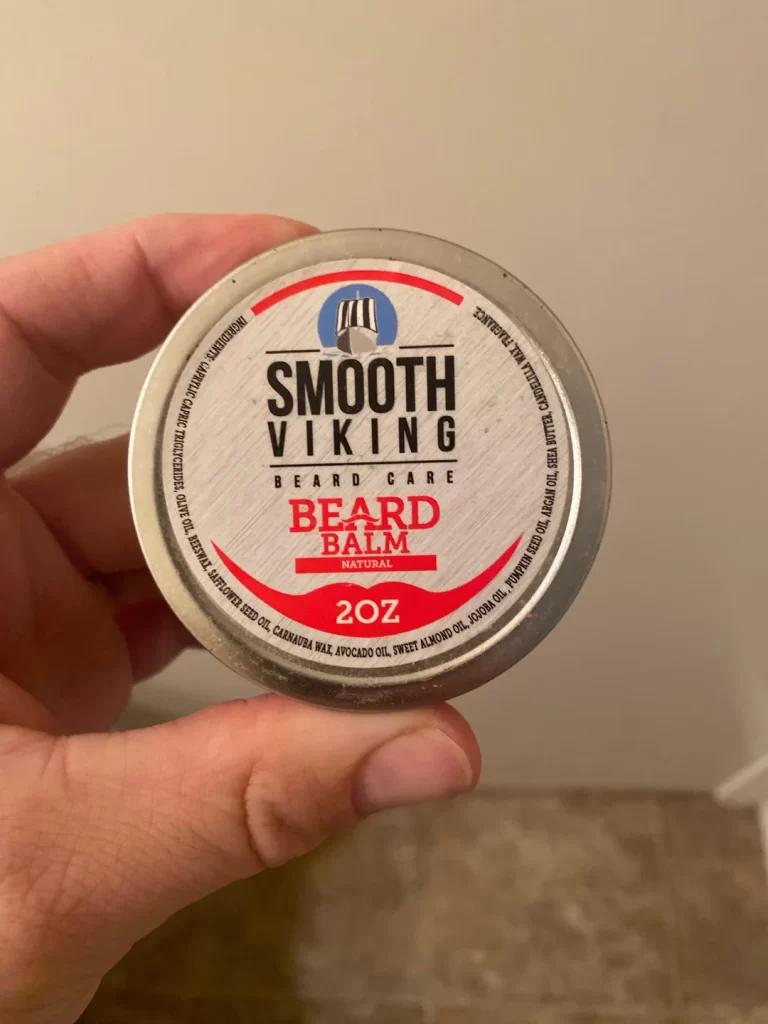 SMOOTH
VIKING
BEARD CARE
BEARD
BALM
NATURAL
2OZ
INGREDIENTS: CAPRYLIC CAPRIC TRIGLYCERIDES, OLIVE OIL, BEESWAX, SAFFLOWER SEED OIL, CARNAUBA WAX, AVOCADO OIL, SWEET ALMOND OIL, JOJOBA OIL, PUMPKIN SEED OIL, ARGAN OIL, SHEA BUTTER, CANDELILLA WAX, FRAGRANCE